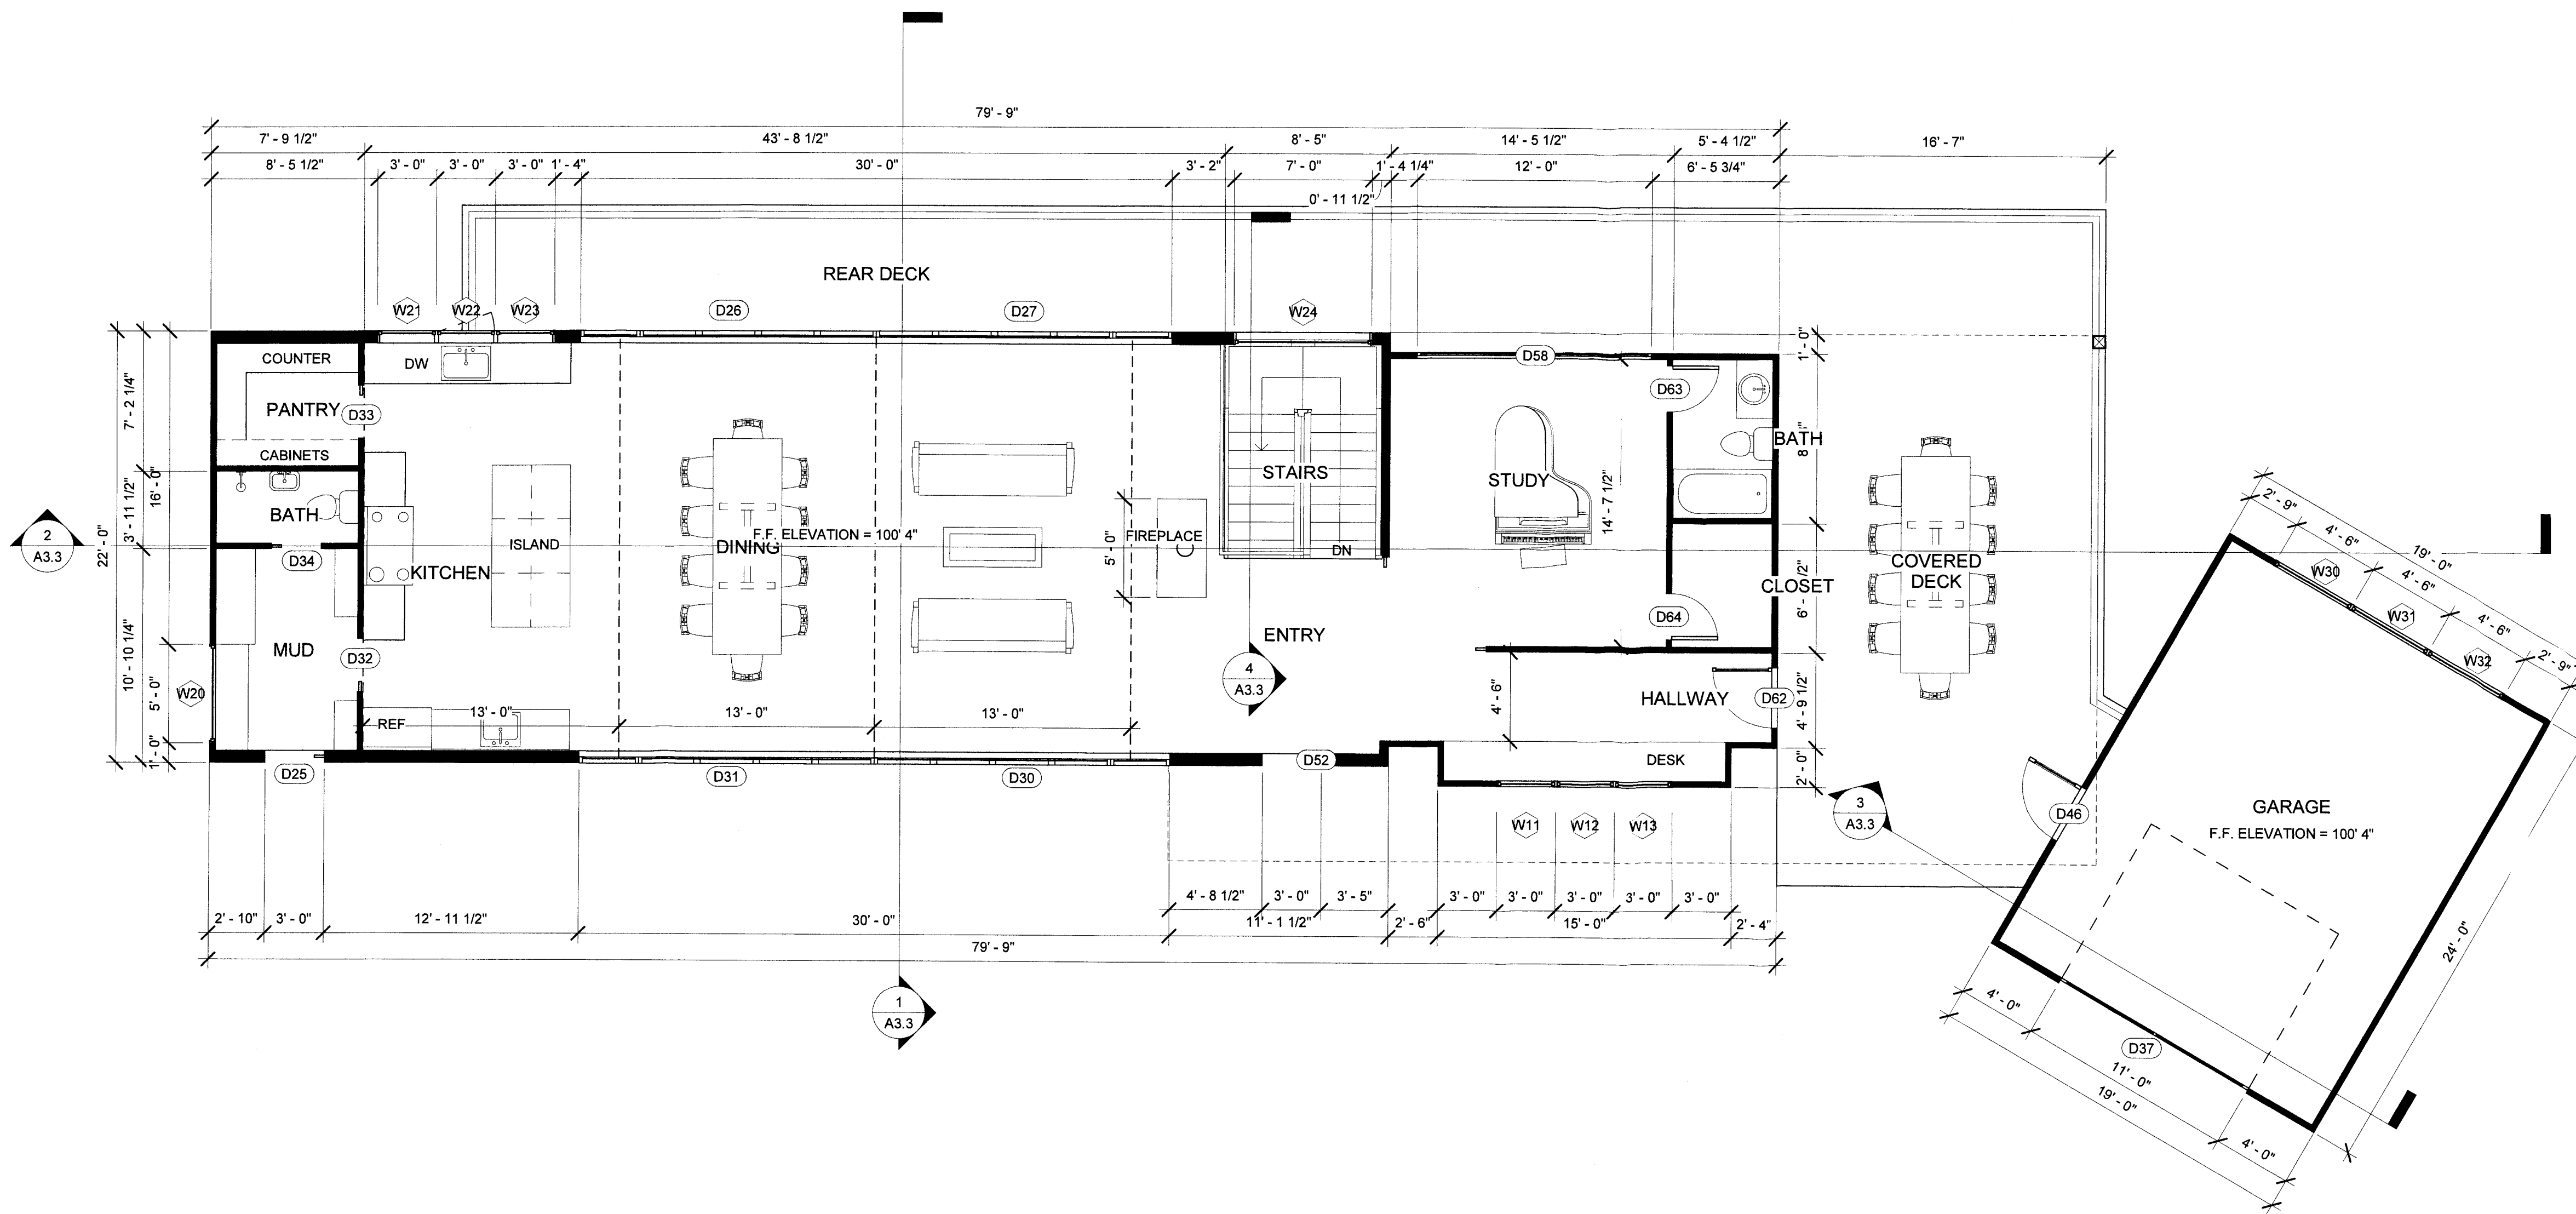 79' - 9"
7' - 9 1/2"
43' - 8 1/2"
8' - 5"
14' - 5 1/2"
5' - 4 1/2"
16' - 7"
8' - 5 1/2"
3' - 0"
3' - 0"
3' - 0"
1' - 4"
30' - 0"
3' - 2"
7' - 0"
1' - 4 1/4"
12' - 0"
6' - 5 3/4"
0' - 11 1/2"
REAR DECK
W21
W22
W23
D26
D27
W24
COUNTER
DW
D58
1' - 0"
PANTRY
D33
D63
CABINETS
BATH
7' - 2 1/4"
STAIRS
STUDY
14' - 7 1/2"
16' - 0"
3' - 11 1/2"
22' - 0"
BATH
ISLAND
DINING
F.F. ELEVATION = 100' 4"
FIREPLACE
5' - 0"
DN
2
A3.3
D34
KITCHEN
CLOSET
COVERED
DECK
2' - 9"
4' - 6"
19' - 0"
W30
4' - 6"
W31
4' - 6"
W32
2' - 9"
D64
ENTRY
MUD
D32
10' - 10 1/4"
5' - 0"
W20
1' - 0"
4
A3.3
4' - 6"
HALLWAY
D62
4' - 9 1/2"
REF
13' - 0"
13' - 0"
13' - 0"
D25
D31
D30
D52
DESK
2' - 0"
3
A3.3
D46
GARAGE
F.F. ELEVATION = 100' 4"
W11
W12
W13
4' - 8 1/2"
3' - 0"
3' - 5"
3' - 0"
3' - 0"
3' - 0"
3' - 0"
3' - 0"
2' - 10"
3' - 0"
12' - 11 1/2"
30' - 0"
11' - 1 1/2"
2' - 6"
15' - 0"
2' - 4"
79' - 9"
24' - 0"
1
A3.3
4' - 0"
D37
11' - 0"
19' - 0"
4' - 0"